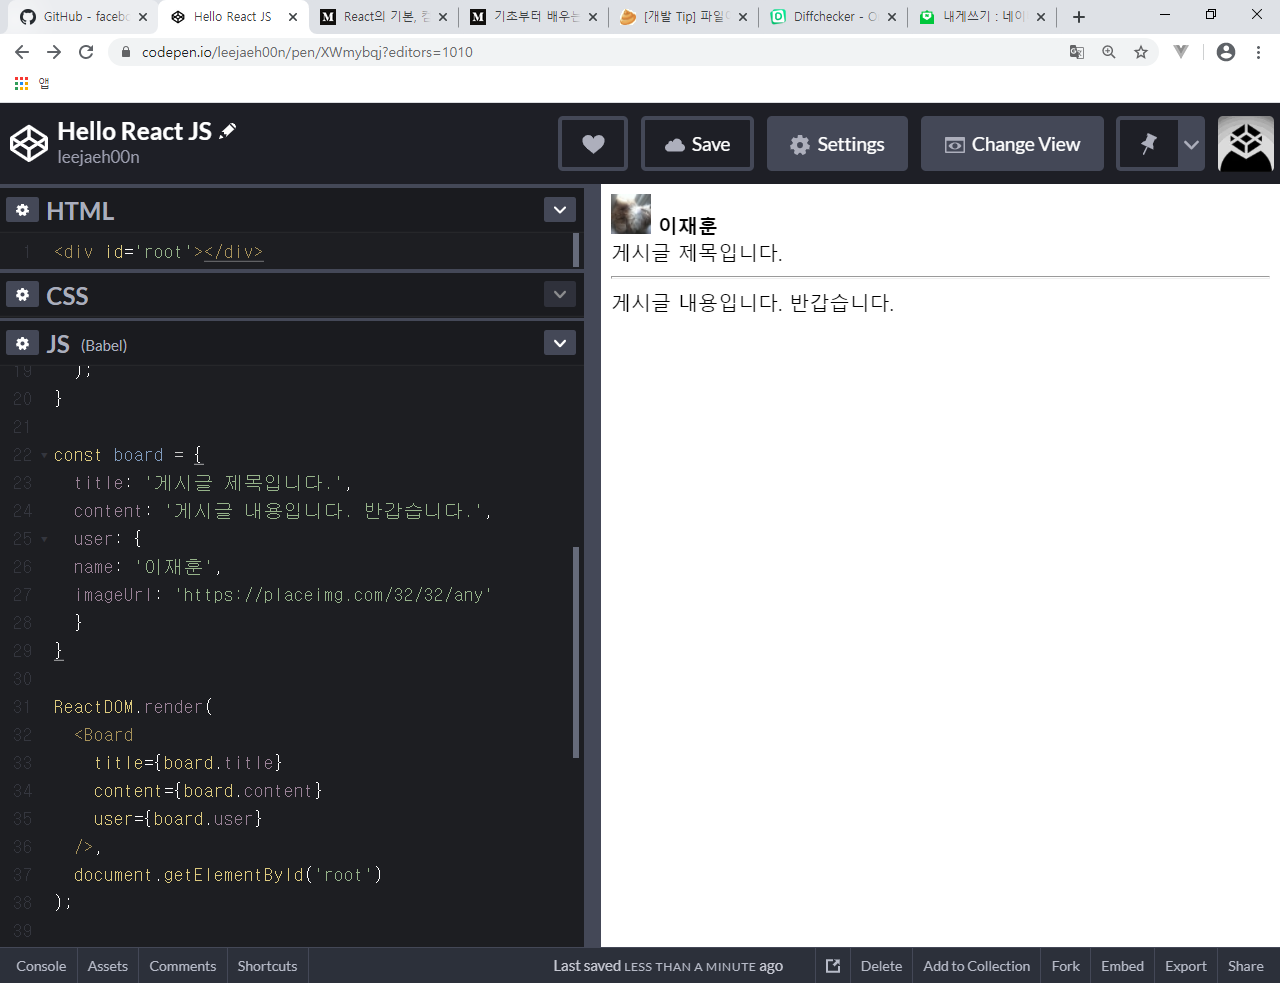 GitHub - facebo
Hello React JS
React의 기본, 컴
기초부터 배우는
[개발 Tip] 파일
Diffchecker - O
내게쓰기 : 네이
codepen.io/leejaeh00n/pen/XWmybqj?editors=1010
앱
Hello React JS
leejaeh00n
Save
Settings
Change View
HTML
1 <div id='root'></div>
CSS
JS (Babel)
19 );
20 }
21
22 const board = {
23 title: '게시글 제목입니다.',
24 content: '게시글 내용입니다. 반갑습니다.',
25 user: {
26 name: '이재훈',
27 imageUrl: 'https://placeimg.com/32/32/any'
28 }
29 }
30
31 ReactDOM.render(
32 <Board
33 title={board.title}
34 content={board.content}
35 user={board.user}
36 />,
37 document.getElementById('root')
38 );
39
이재훈
게시글 제목입니다.
게시글 내용입니다. 반갑습니다.
Console Assets Comments Shortcuts Last saved LESS THAN A MINUTE ago Delete Add to Collection Fork Embed Export Share